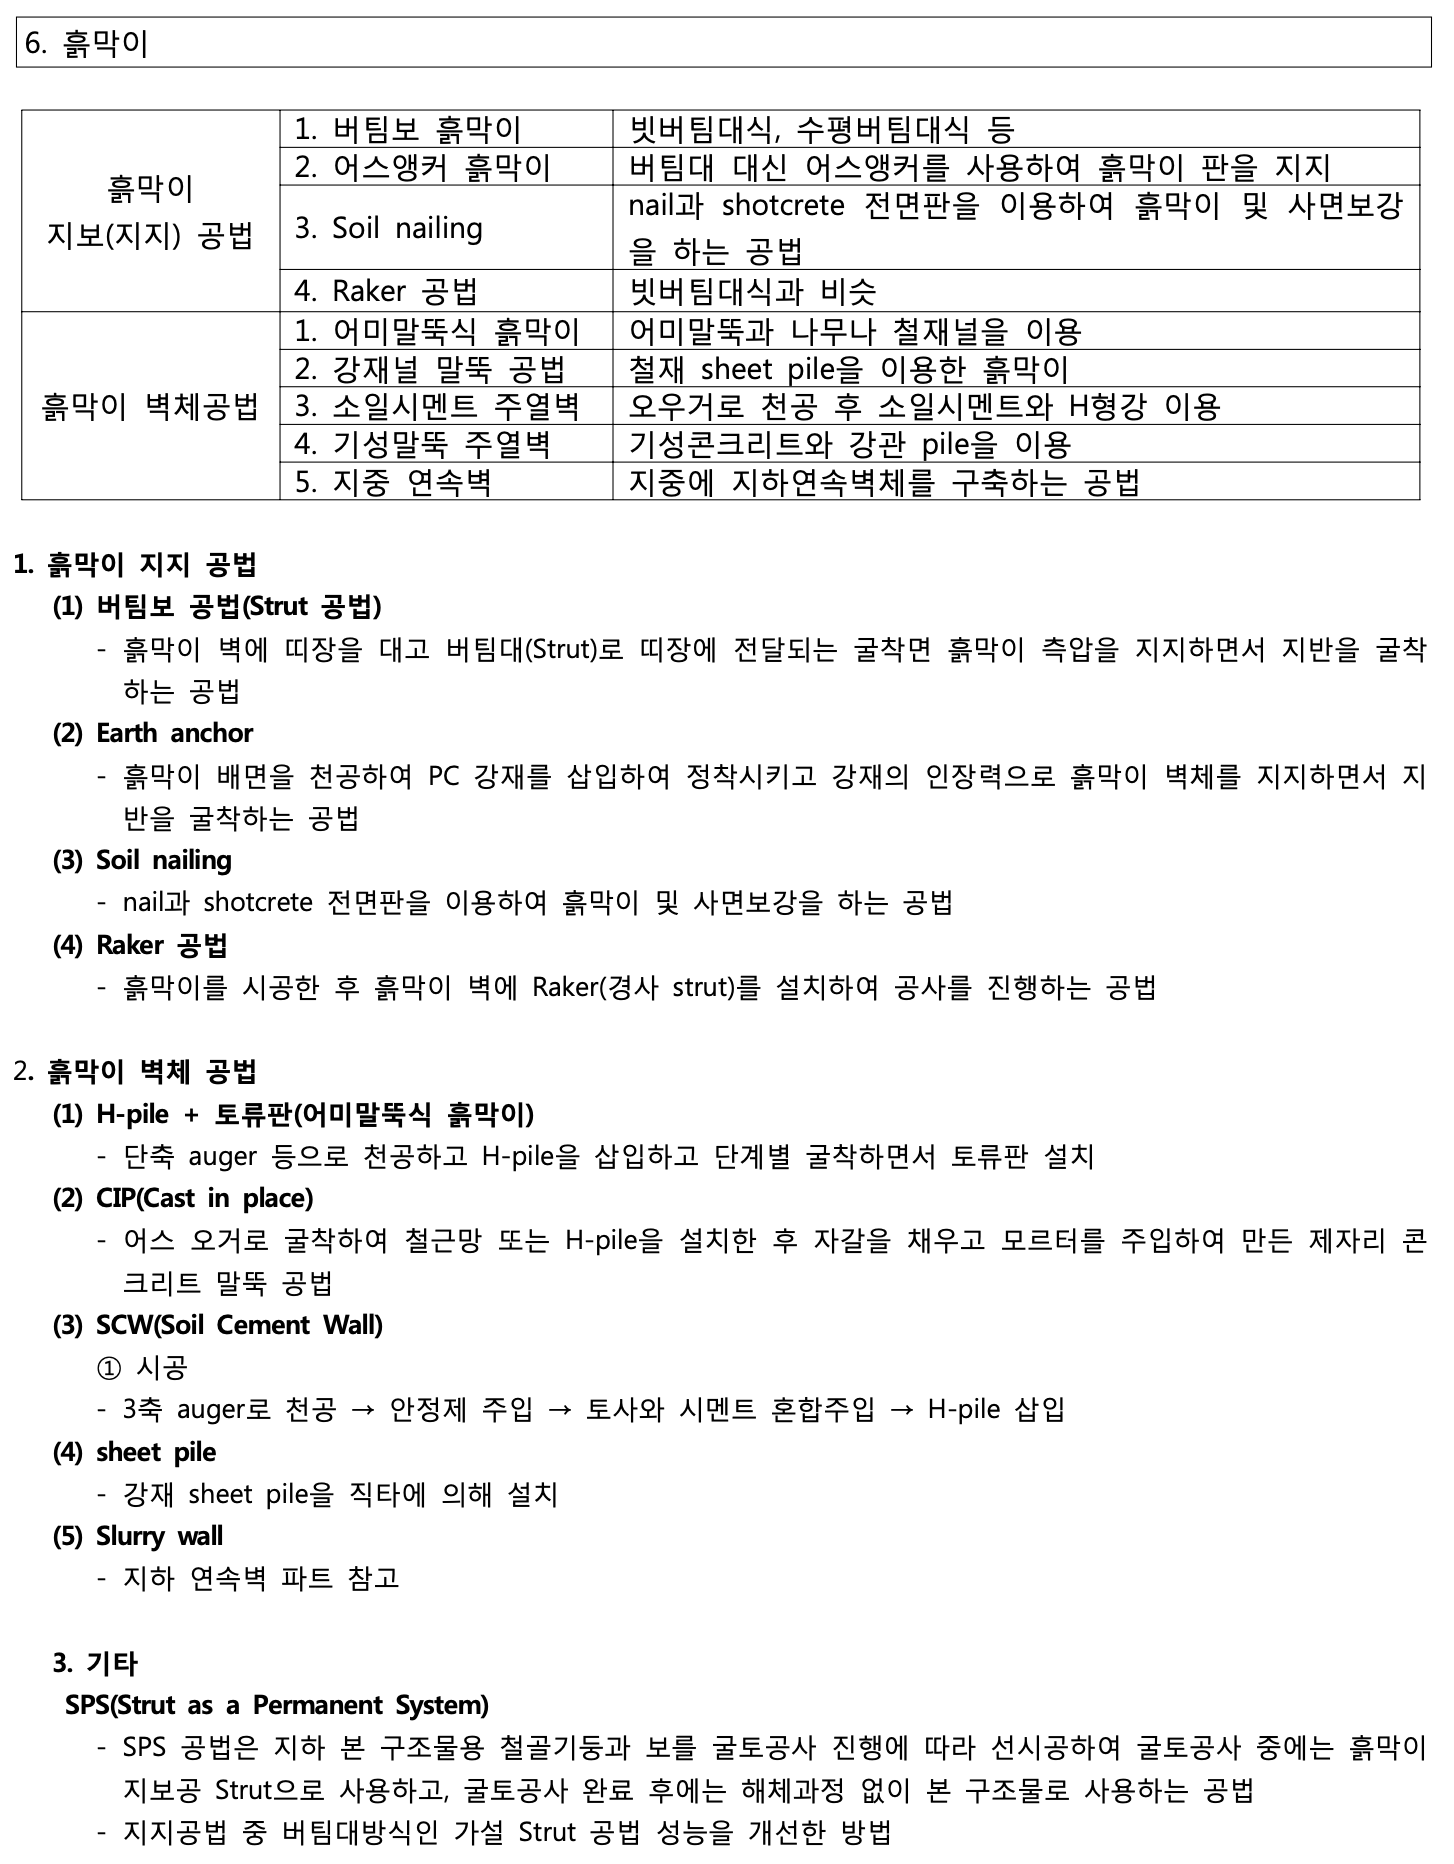 6. 흙막이
흙막이
지보(지지) 공법
1. 버팀보 흙막이
빗버팀대식, 수평버팀대식 등
2. 어스앵커 흙막이
버팀대 대신 어스앵커를 사용하여 흙막이 판을 지지
3. Soil nailing
nail과 shotcrete 전면판을 이용하여 흙막이 및 사면보강
을 하는 공법
4. Raker 공법
빗버팀대식과 비슷
흙막이 벽체공법
1. 어미말뚝식 흙막이
어미말뚝과 나무나 철재널을 이용
2. 강재널 말뚝 공법
철재 sheet pile을 이용한 흙막이
3. 소일시멘트 주열벽
오우거로 천공 후 소일시멘트와 H형강 이용
4. 기성말뚝 주열벽
기성콘크리트와 강관 pile을 이용
5. 지중 연속벽
지중에 지하연속벽체를 구축하는 공법
1. 흙막이 지지 공법
(1) 버팀보 공법(Strut 공법)
- 흙막이 벽에 띠장을 대고 버팀대(Strut)로 띠장에 전달되는 굴착면 흙막이 측압을 지지하면서 지반을 굴착
하는 공법
(2) Earth anchor
- 흙막이 배면을 천공하여 PC 강재를 삽입하여 정착시키고 강재의 인장력으로 흙막이 벽체를 지지하면서 지
반을 굴착하는 공법
(3) Soil nailing
- nail과 shotcrete 전면판을 이용하여 흙막이 및 사면보강을 하는 공법
(4) Raker 공법
- 흙막이를 시공한 후 흙막이 벽에 Raker(경사 strut)를 설치하여 공사를 진행하는 공법
2. 흙막이 벽체 공법
(1) H-pile + 토류판(어미말뚝식 흙막이)
- 단축 auger 등으로 천공하고 H-pile을 삽입하고 단계별 굴착하면서 토류판 설치
(2) CIP(Cast in place)
- 어스 오거로 굴착하여 철근망 또는 H-pile을 설치한 후 자갈을 채우고 모르터를 주입하여 만든 제자리 콘
크리트 말뚝 공법
(3) SCW(Soil Cement Wall)
① 시공
- 3축 auger로 천공 → 안정제 주입 → 토사와 시멘트 혼합주입 → H-pile 삽입
(4) sheet pile
- 강재 sheet pile을 직타에 의해 설치
(5) Slurry wall
- 지하 연속벽 파트 참고
3. 기타
SPS(Strut as a Permanent System)
- SPS 공법은 지하 본 구조물용 철골기둥과 보를 굴토공사 진행에 따라 선시공하여 굴토공사 중에는 흙막이
지보공 Strut으로 사용하고, 굴토공사 완료 후에는 해체과정 없이 본 구조물로 사용하는 공법
- 지지공법 중 버팀대방식인 가설 Strut 공법 성능을 개선한 방법